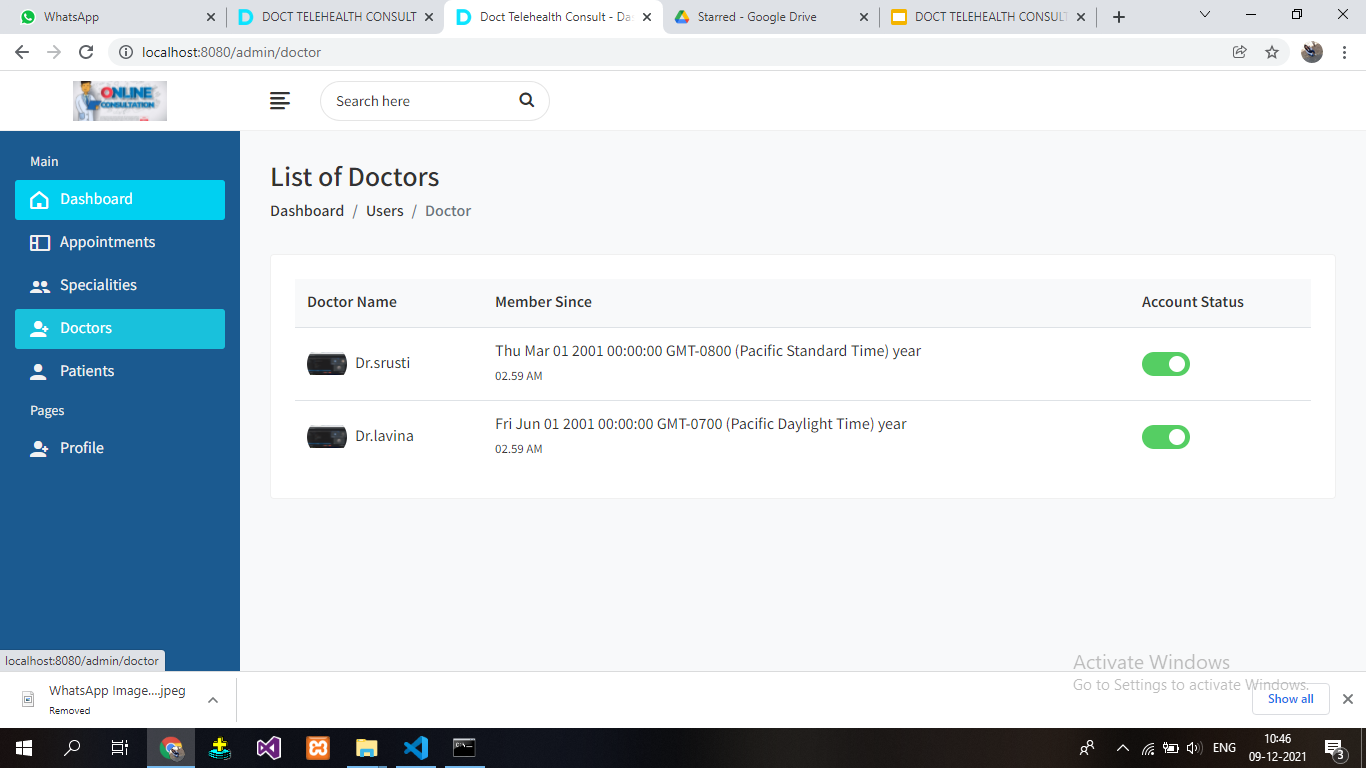 WhatsApp
DOCT TELEHEALTH CONSULT
Doct Telehealth Consult - Da
Starred - Google Drive
DOCT TELEHEALTH CONSULT
localhost:8080/admin/doctor
ONLINE
CONSULTATION
Search here
Main
Dashboard
Appointments
Specialities
Doctors
Patients
Pages
Profile
List of Doctors
Dashboard / Users / Doctor
Doctor Name Member Since Account Status
Dr.srusti
Thu Mar 01 2001 00:00:00 GMT-0800 (Pacific Standard Time) year
02.59 AM
Dr.lavina
Fri Jun 01 2001 00:00:00 GMT-0700 (Pacific Daylight Time) year
02.59 AM
localhost:8080/admin/doctor
Activate Windows
Go to Settings to activate Windows.
WhatsApp Image....jpeg
Removed
Show all
ENG
10:46
09-12-2021
3